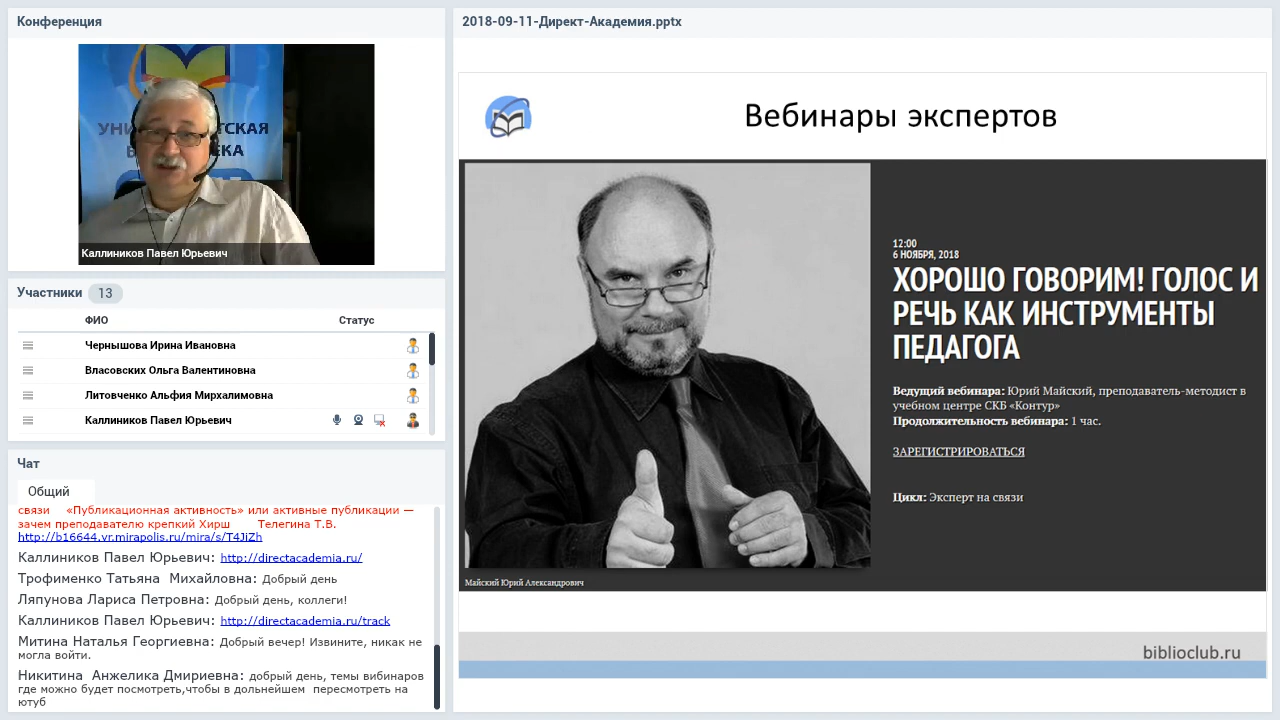 Конференция
УНИ ТСКАЯ
Каллиников Павел Юрьевич
Участники 13
ФИО Статус
Чернышова Ирина Ивановна
Власовских Ольга Валентиновна
Литовченко Альфия Мирхалимовна
Каллиников Павел Юрьевич
Чат
Общий
связи «Публикационная активность» или активные публикации —
зачем преподавателю крепкий Хирш Телегина Т.В.
http://b16644.vr.mirapolis.ru/mira/s/T4JiZh
Каллиников Павел Юрьевич: http://directacademia.ru/
Трофименко Татьяна Михайловна: Добрый день
Ляпунова Лариса Петровна: Добрый день, коллеги!
Каллиников Павел Юрьевич: http://directacademia.ru/track
Митина Наталья Георгиевна: Добрый вечер! Извините, никак не
могла войти.
Никитина Анжелика Дмириевна: добрый день, темы вибинаров
где можно будет посмотреть,чтобы в дольнейшем пересмотреть на
ютуб
2018-09-11-Директ-Академия.pptx
Вебинары экспертов
12:00
6 НОЯБРЯ, 2018
ХОРОШО ГОВОРИМ! ГОЛОС И
РЕЧЬ КАК ИНСТРУМЕНТЫ
ПЕДАГОГА
Ведущий вебинара: Юрий Майский, преподаватель-методист в
учебном центре СКБ «Контур»
Продолжительность вебинара: 1 час.
ЗАРЕГИСТРИРОВАТЬСЯ
Цикл: Эксперт на связи
Майский Юрий Александрович
biblioclub.ru